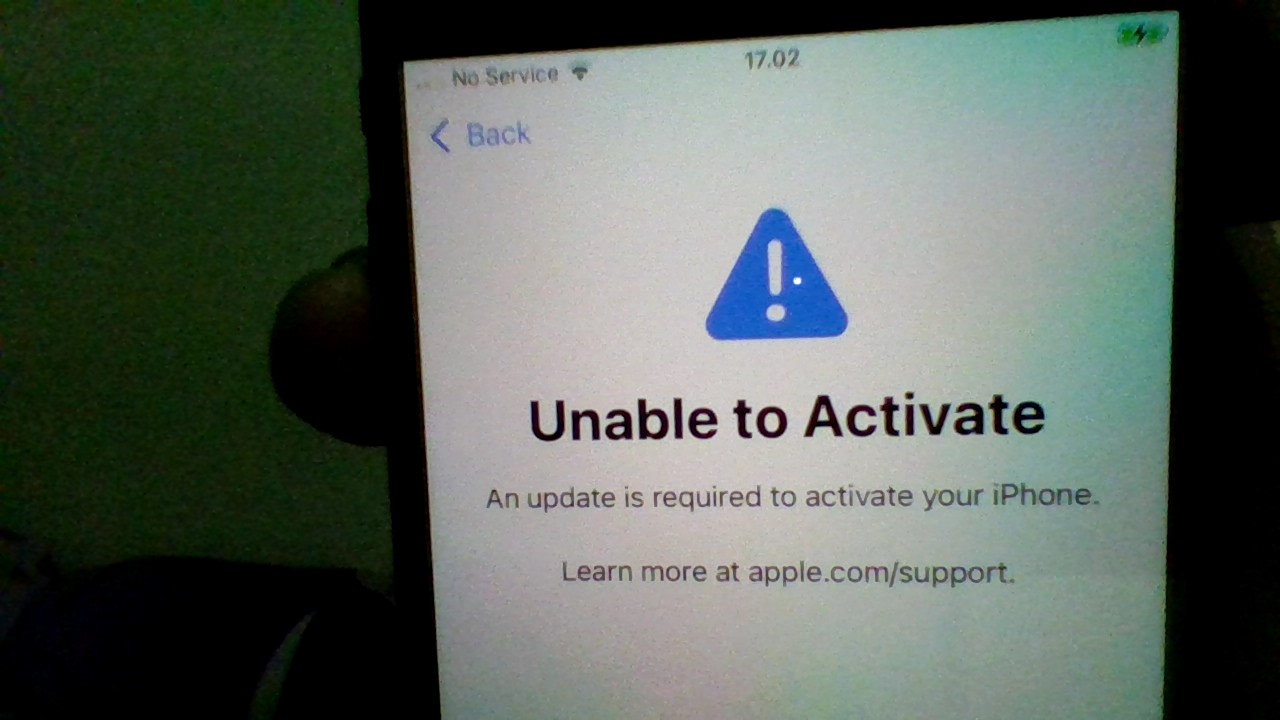 No Service 17.02
Back
Unable to Activate
An update is required to activate your iPhone.
Learn more at apple.com/support.